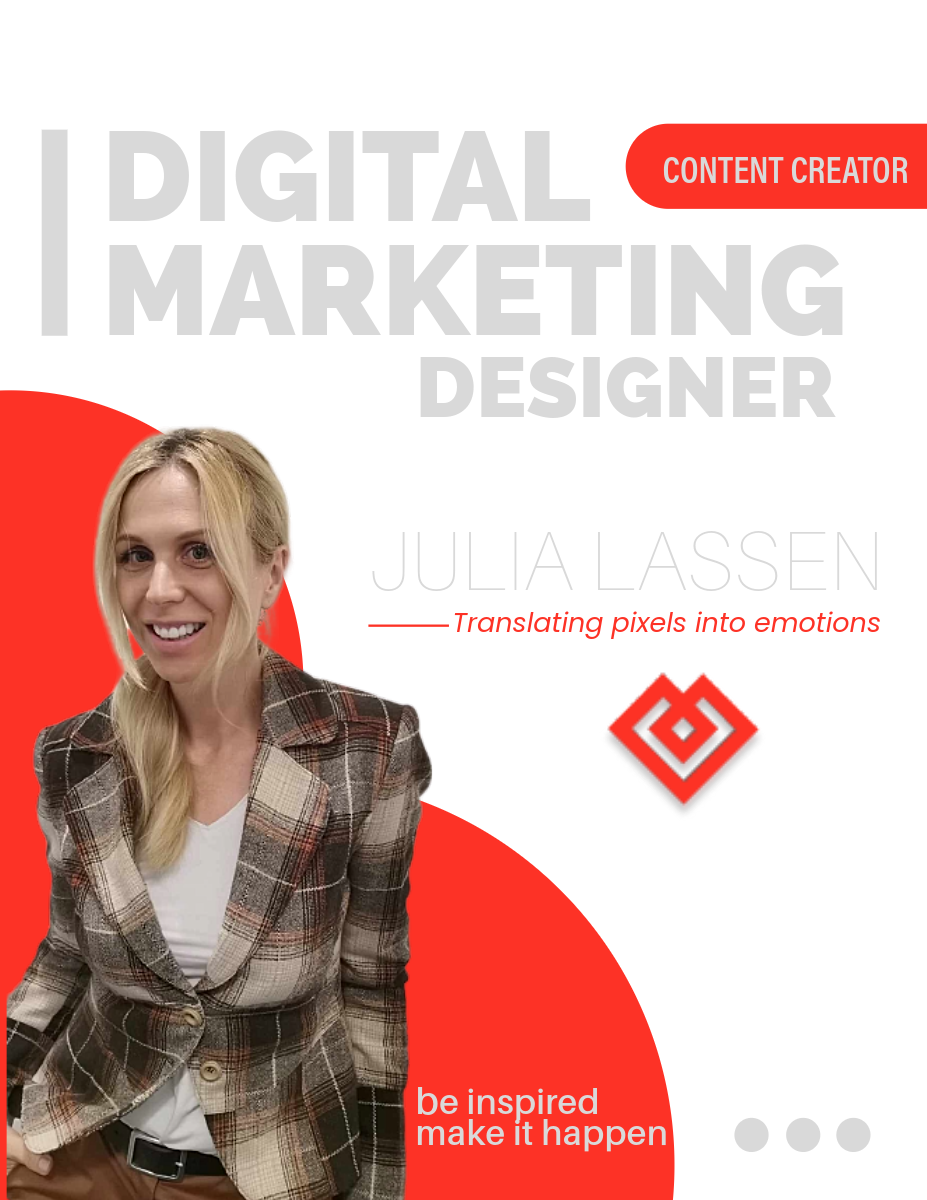 DIGITAL
CONTENT CREATOR
MARKETING
DESIGNER
JULIA LASSEN
Translating pixels into emotions
be inspired
make it happen